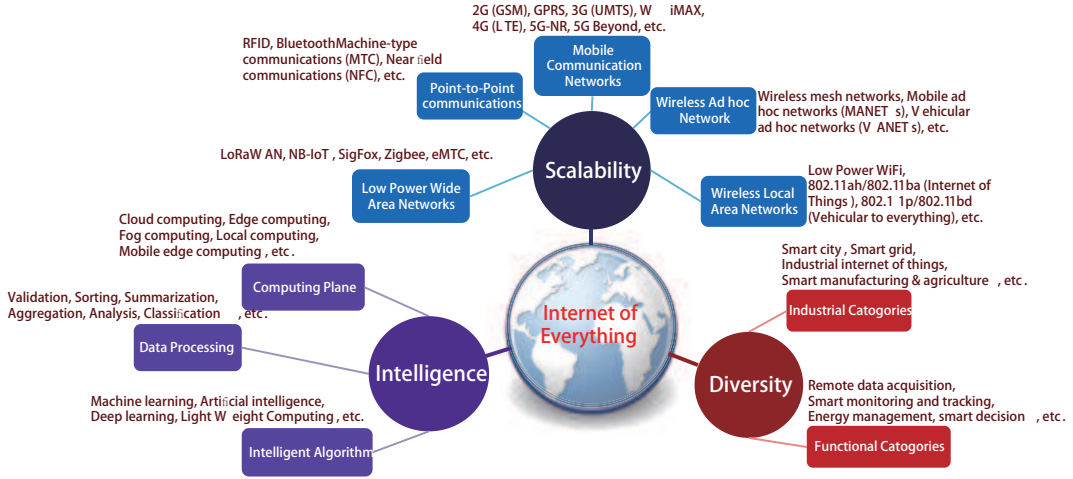 2G (GSM), GPRS, 3G (UMTS), W iMAX,
4G (L TE), 5G-NR, 5G Beyond, etc.
Mobile
Communication
Networks
RFID, BluetoothMachine-type
communications (MTC), Near field
communications (NFC), etc.
Point-to-Point
communications
Wireless Ad hoc
Network
Wireless mesh networks, Mobile ad
hoc networks (MANET s), V ehicular
ad hoc networks (V ANET s), etc.
Scalability
LoRaW AN, NB-IoT , SigFox, Zigbee, eMTC, etc.
Low Power Wide
Area Networks
Wireless Local
Area Networks
Low Power WiFi,
802.11ah/802.11ba (Internet of
Things ), 802.1 1p/802.11bd
(Vehicular to everything), etc.
Cloud computing, Edge computing,
Fog computing, Local computing,
Mobile edge computing , etc .
Computing Plane
Validation, Sorting, Summarization,
Aggregation, Analysis, Classification , etc .
Data Processing
Intelligence
Machine learning, Artificial intelligence,
Deep learning, Light W eight Computing , etc.
Intelligent Algorithm
Internet of
Everything
Smart city , Smart grid,
Industrial internet of things,
Smart manufacturing & agriculture , etc .
Industrial Catogories
Diversity
Remote data acquisition,
Smart monitoring and tracking,
Energy management, smart decision , etc.
Functional Catogories